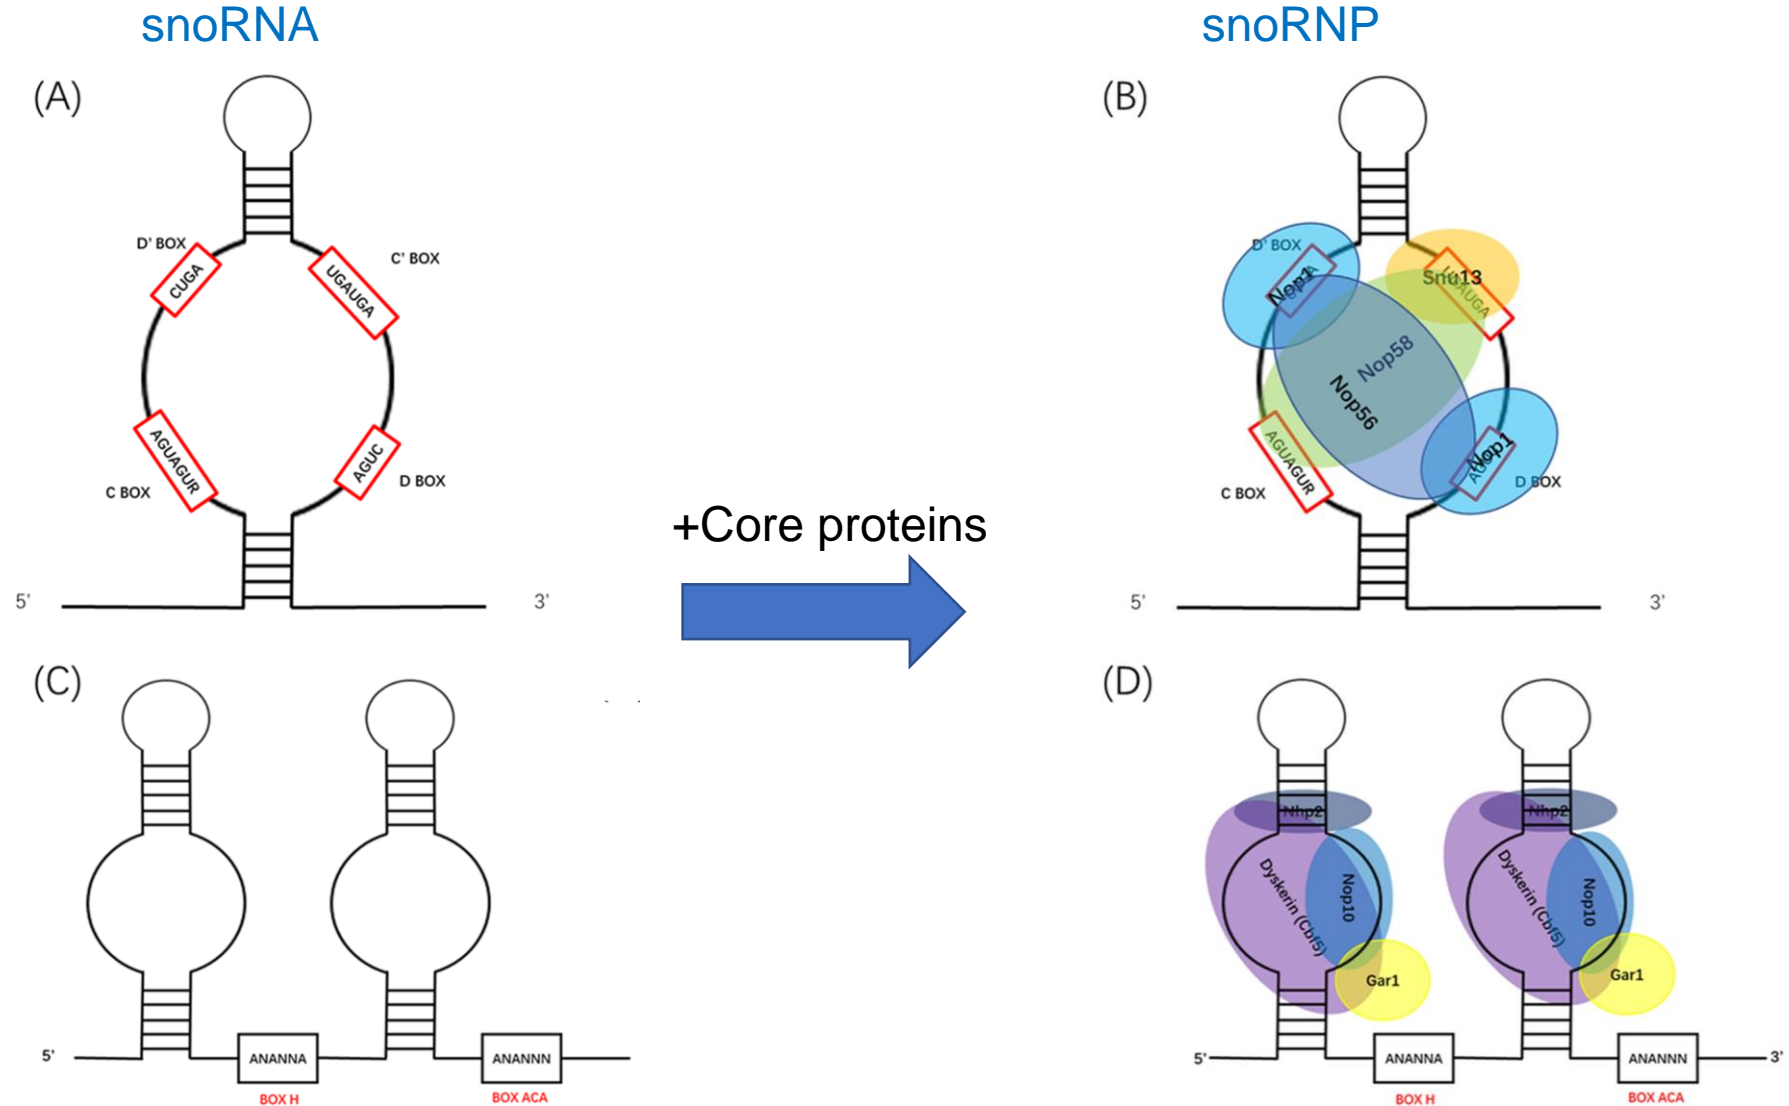 snoRNA
snoRNP
(A)
D' BOX
CUGA
C' BOX
UGAUGA
C BOX
AGUAGUR
AGUC
D BOX
5'
3'
+Core proteins
(B)
D' BOX
Nop1
Snu13
UGAUGA
Nop58
Nop56
AGUAGUR
C BOX
Nop1
D BOX
5'
3'
(C)
5'
ANANNA
BOX H
ANANNN
BOX ACA
(D)
Nhp2
Dyskerin (Cbf5)
Nop10
Gar1
Nhp2
Dyskerin (Cbf5)
Nop10
Gar1
5'
ANANNA
BOX H
ANANNN
BOX ACA
3'